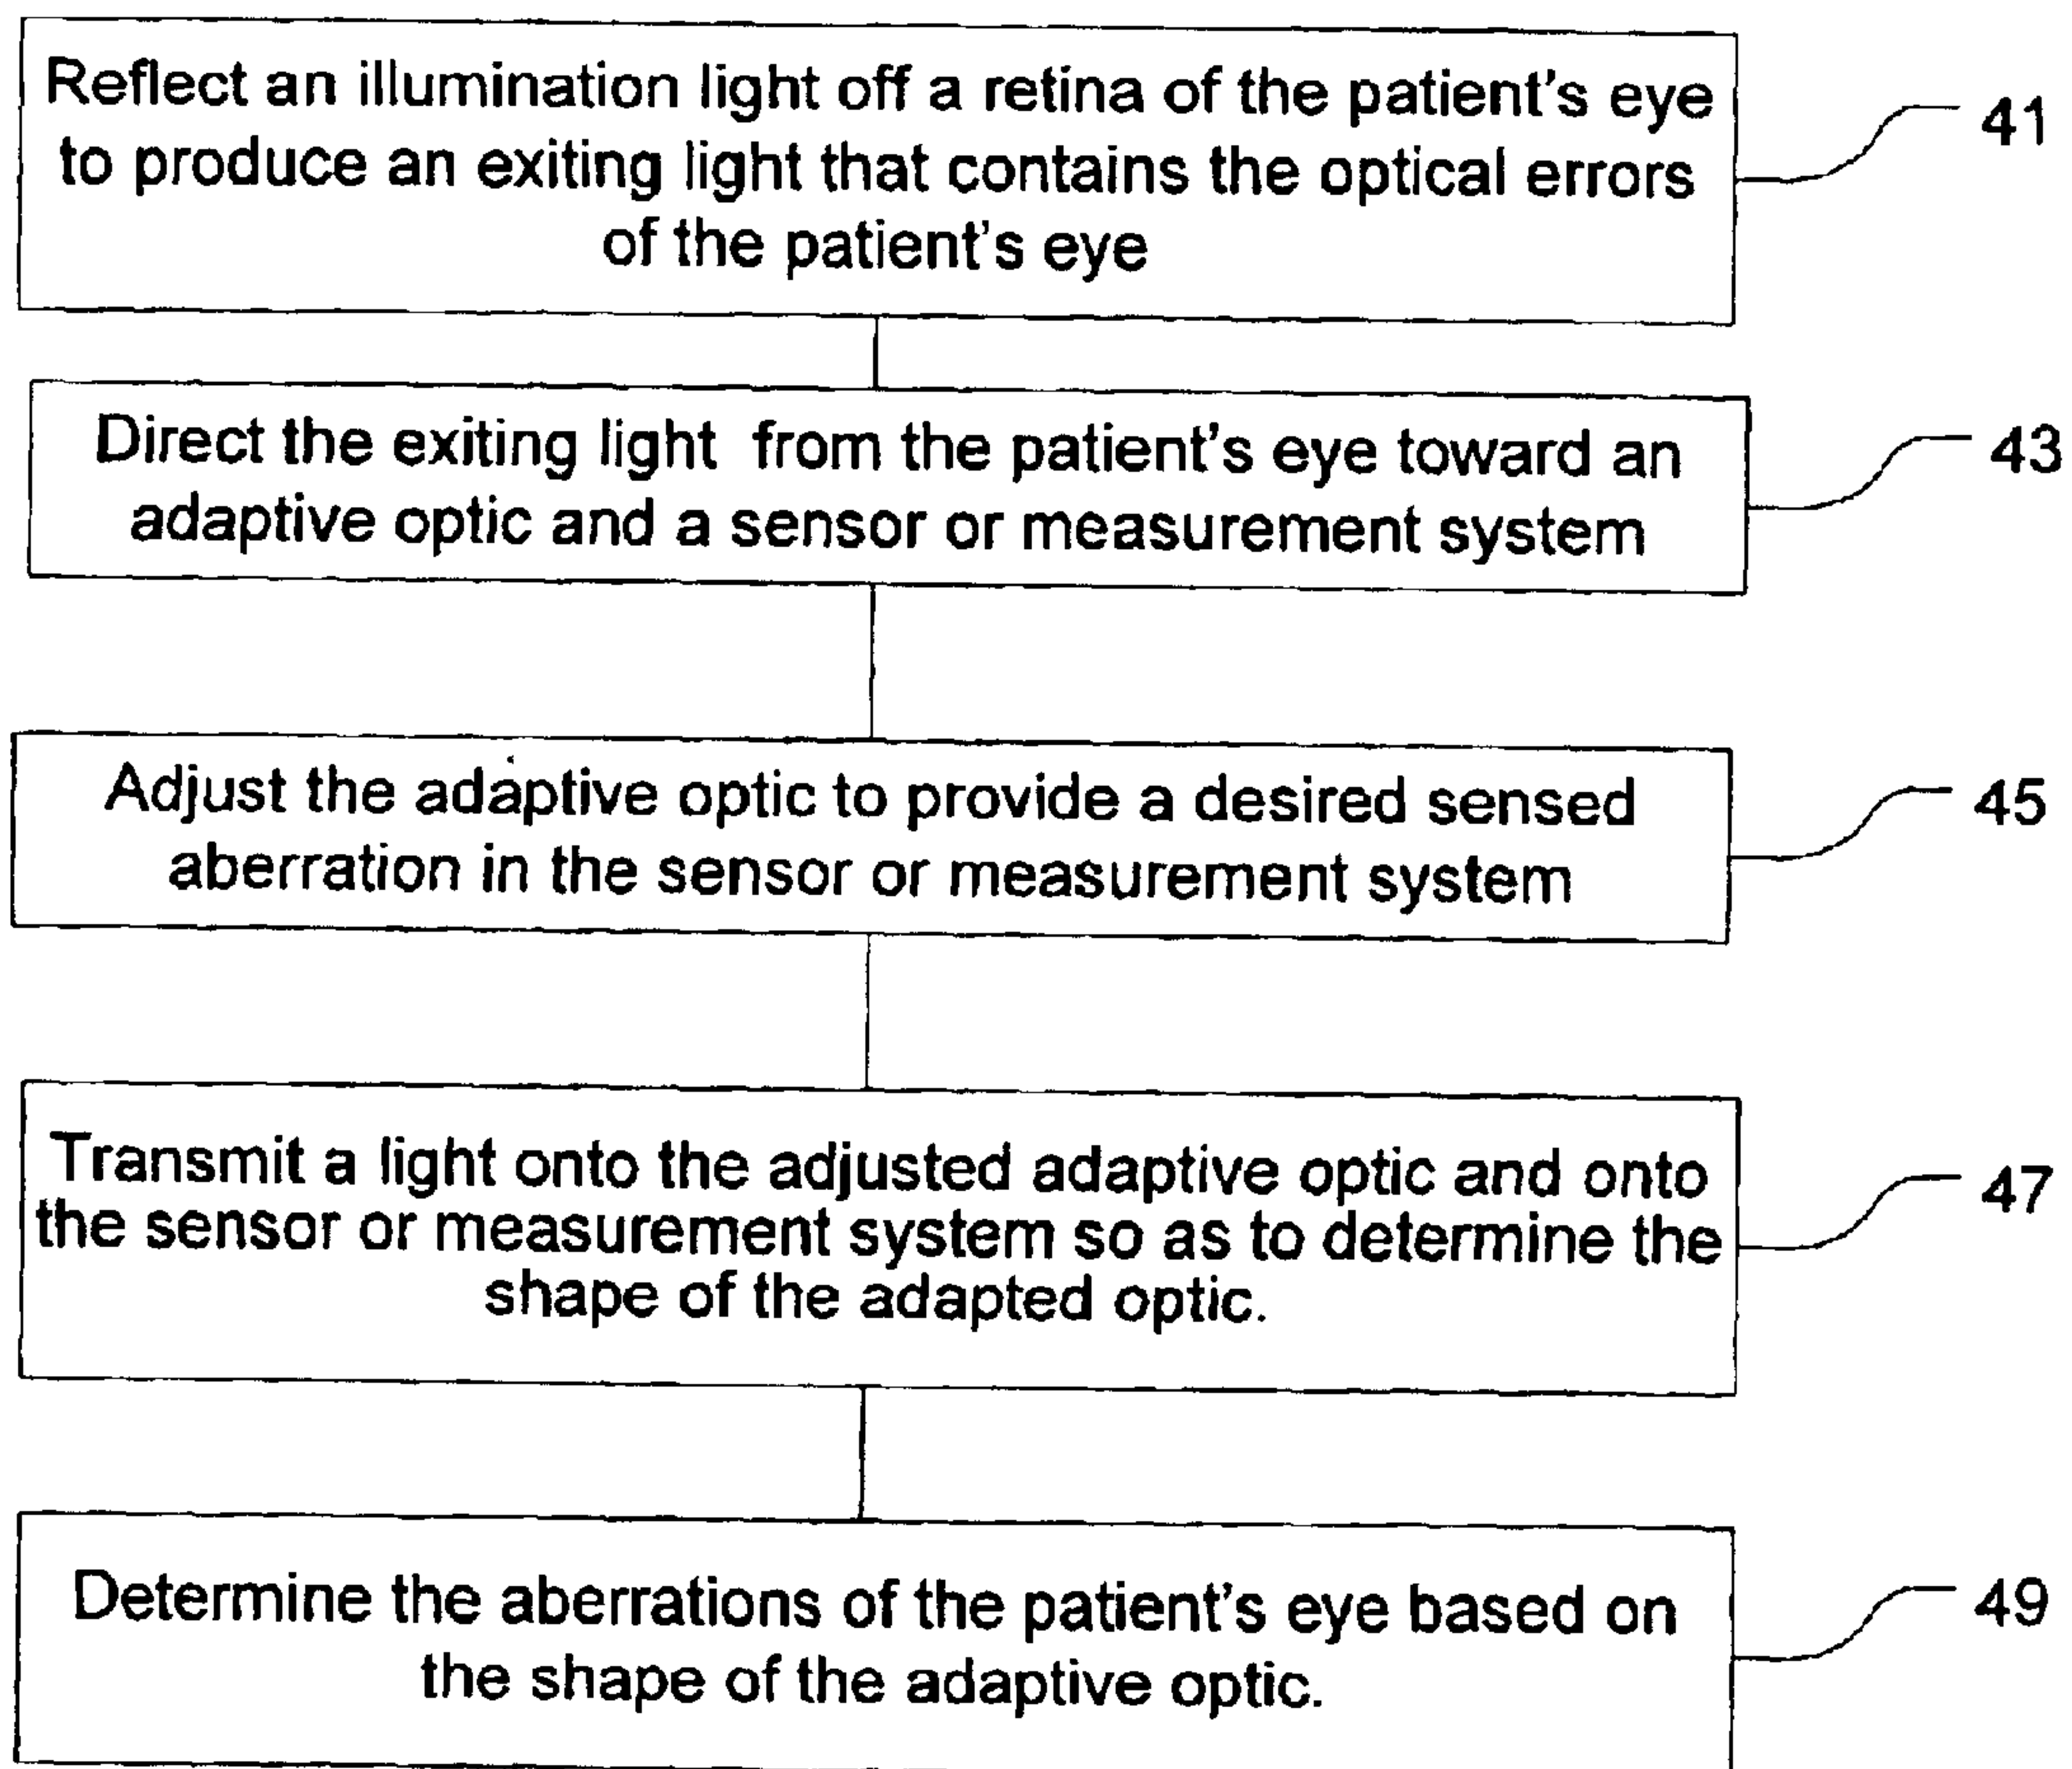 Reflect an illumination light off a retina of the patient's eye
to produce an exiting light that contains the optical errors
of the patient's eye
41
Direct the exiting light from the patient's eye toward an
adaptive optic and a sensor or measurement system
43
Adjust the adaptive optic to provide a desired sensed
aberration in the sensor or measurement system
45
Transmit a light onto the adjusted adaptive optic and onto
the sensor or measurement system so as to determine the
shape of the adapted optic.
47
Determine the aberrations of the patient's eye based on
the shape of the adaptive optic.
49